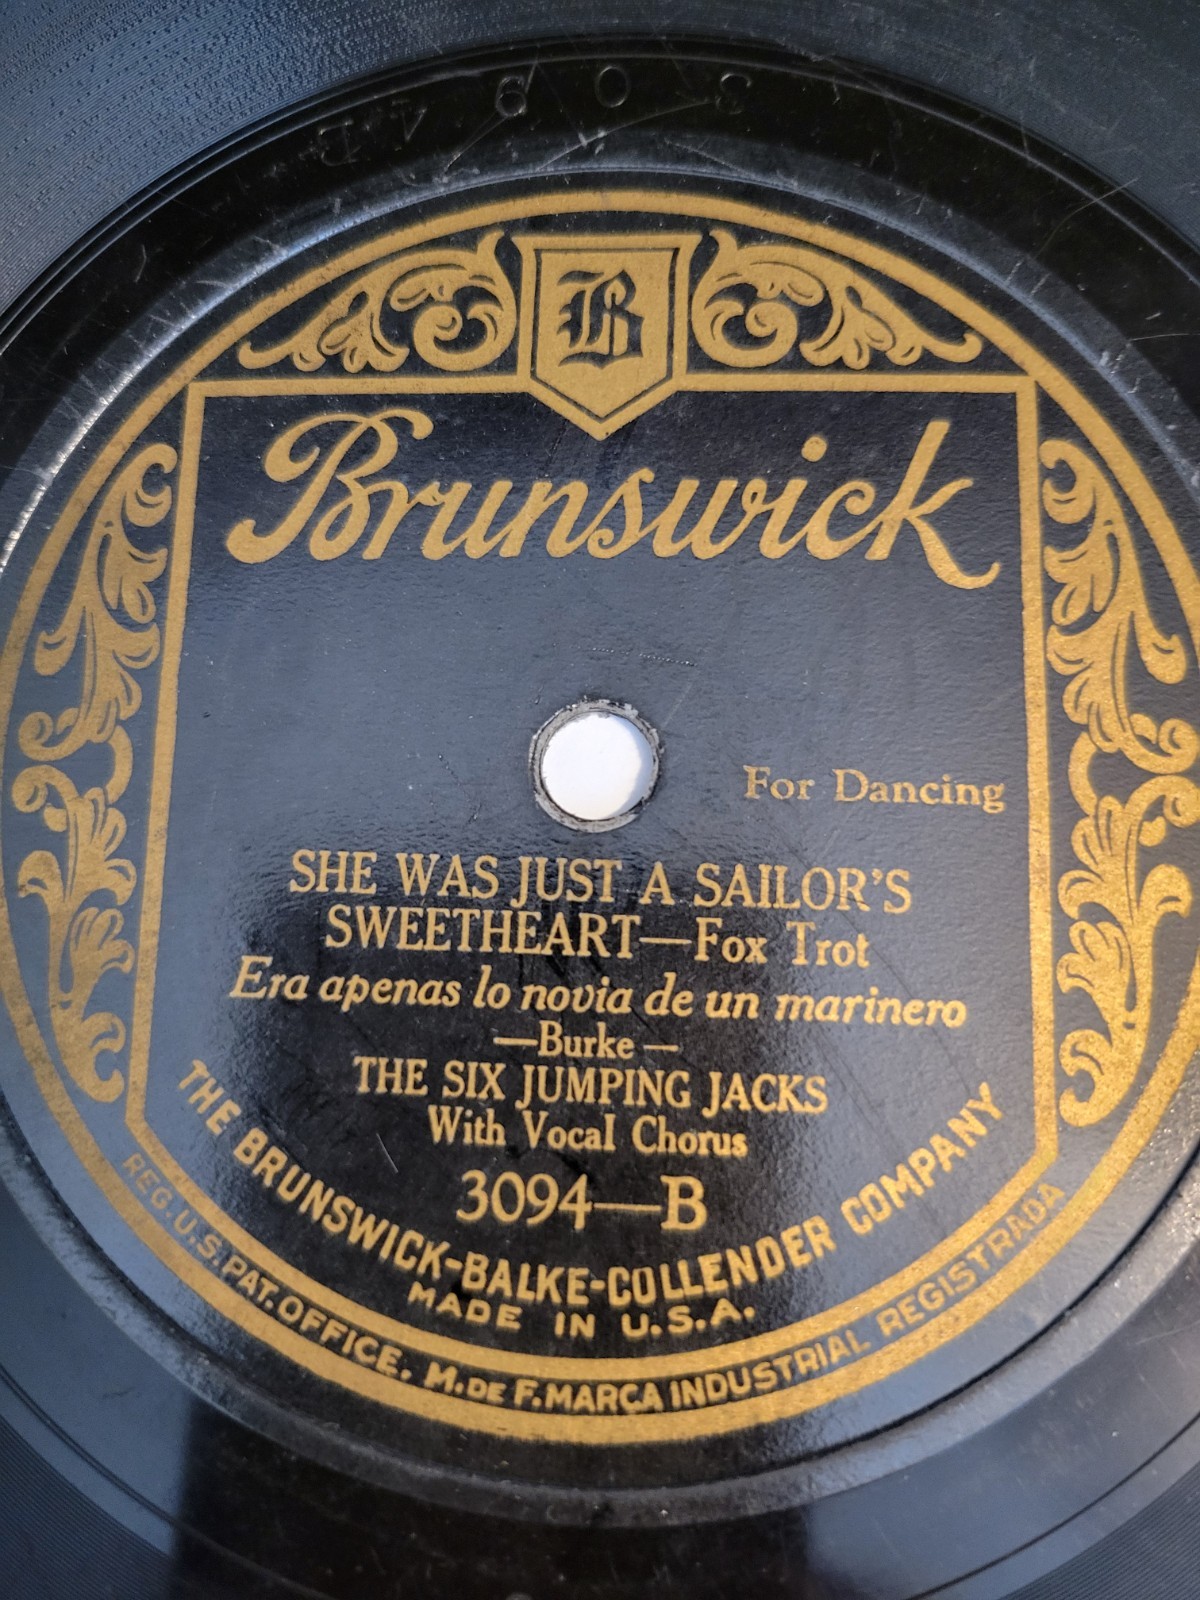 3094B
B
Brunswick
For Dancing
SHE WAS JUST A SAILOR'S
SWEETHEART—Fox Trot
Era apenas lo novia de un marinero
—Burke—
THE SIX JUMPING JACKS
With Vocal Chorus
3094—B
THE BRUNSWICK-BALKE-COLLENDER COMPANY
MADE IN U.S.A.
REG. U.S. PAT. OFFICE. M. DE F. MARCA INDUSTRIAL REGISTRADA